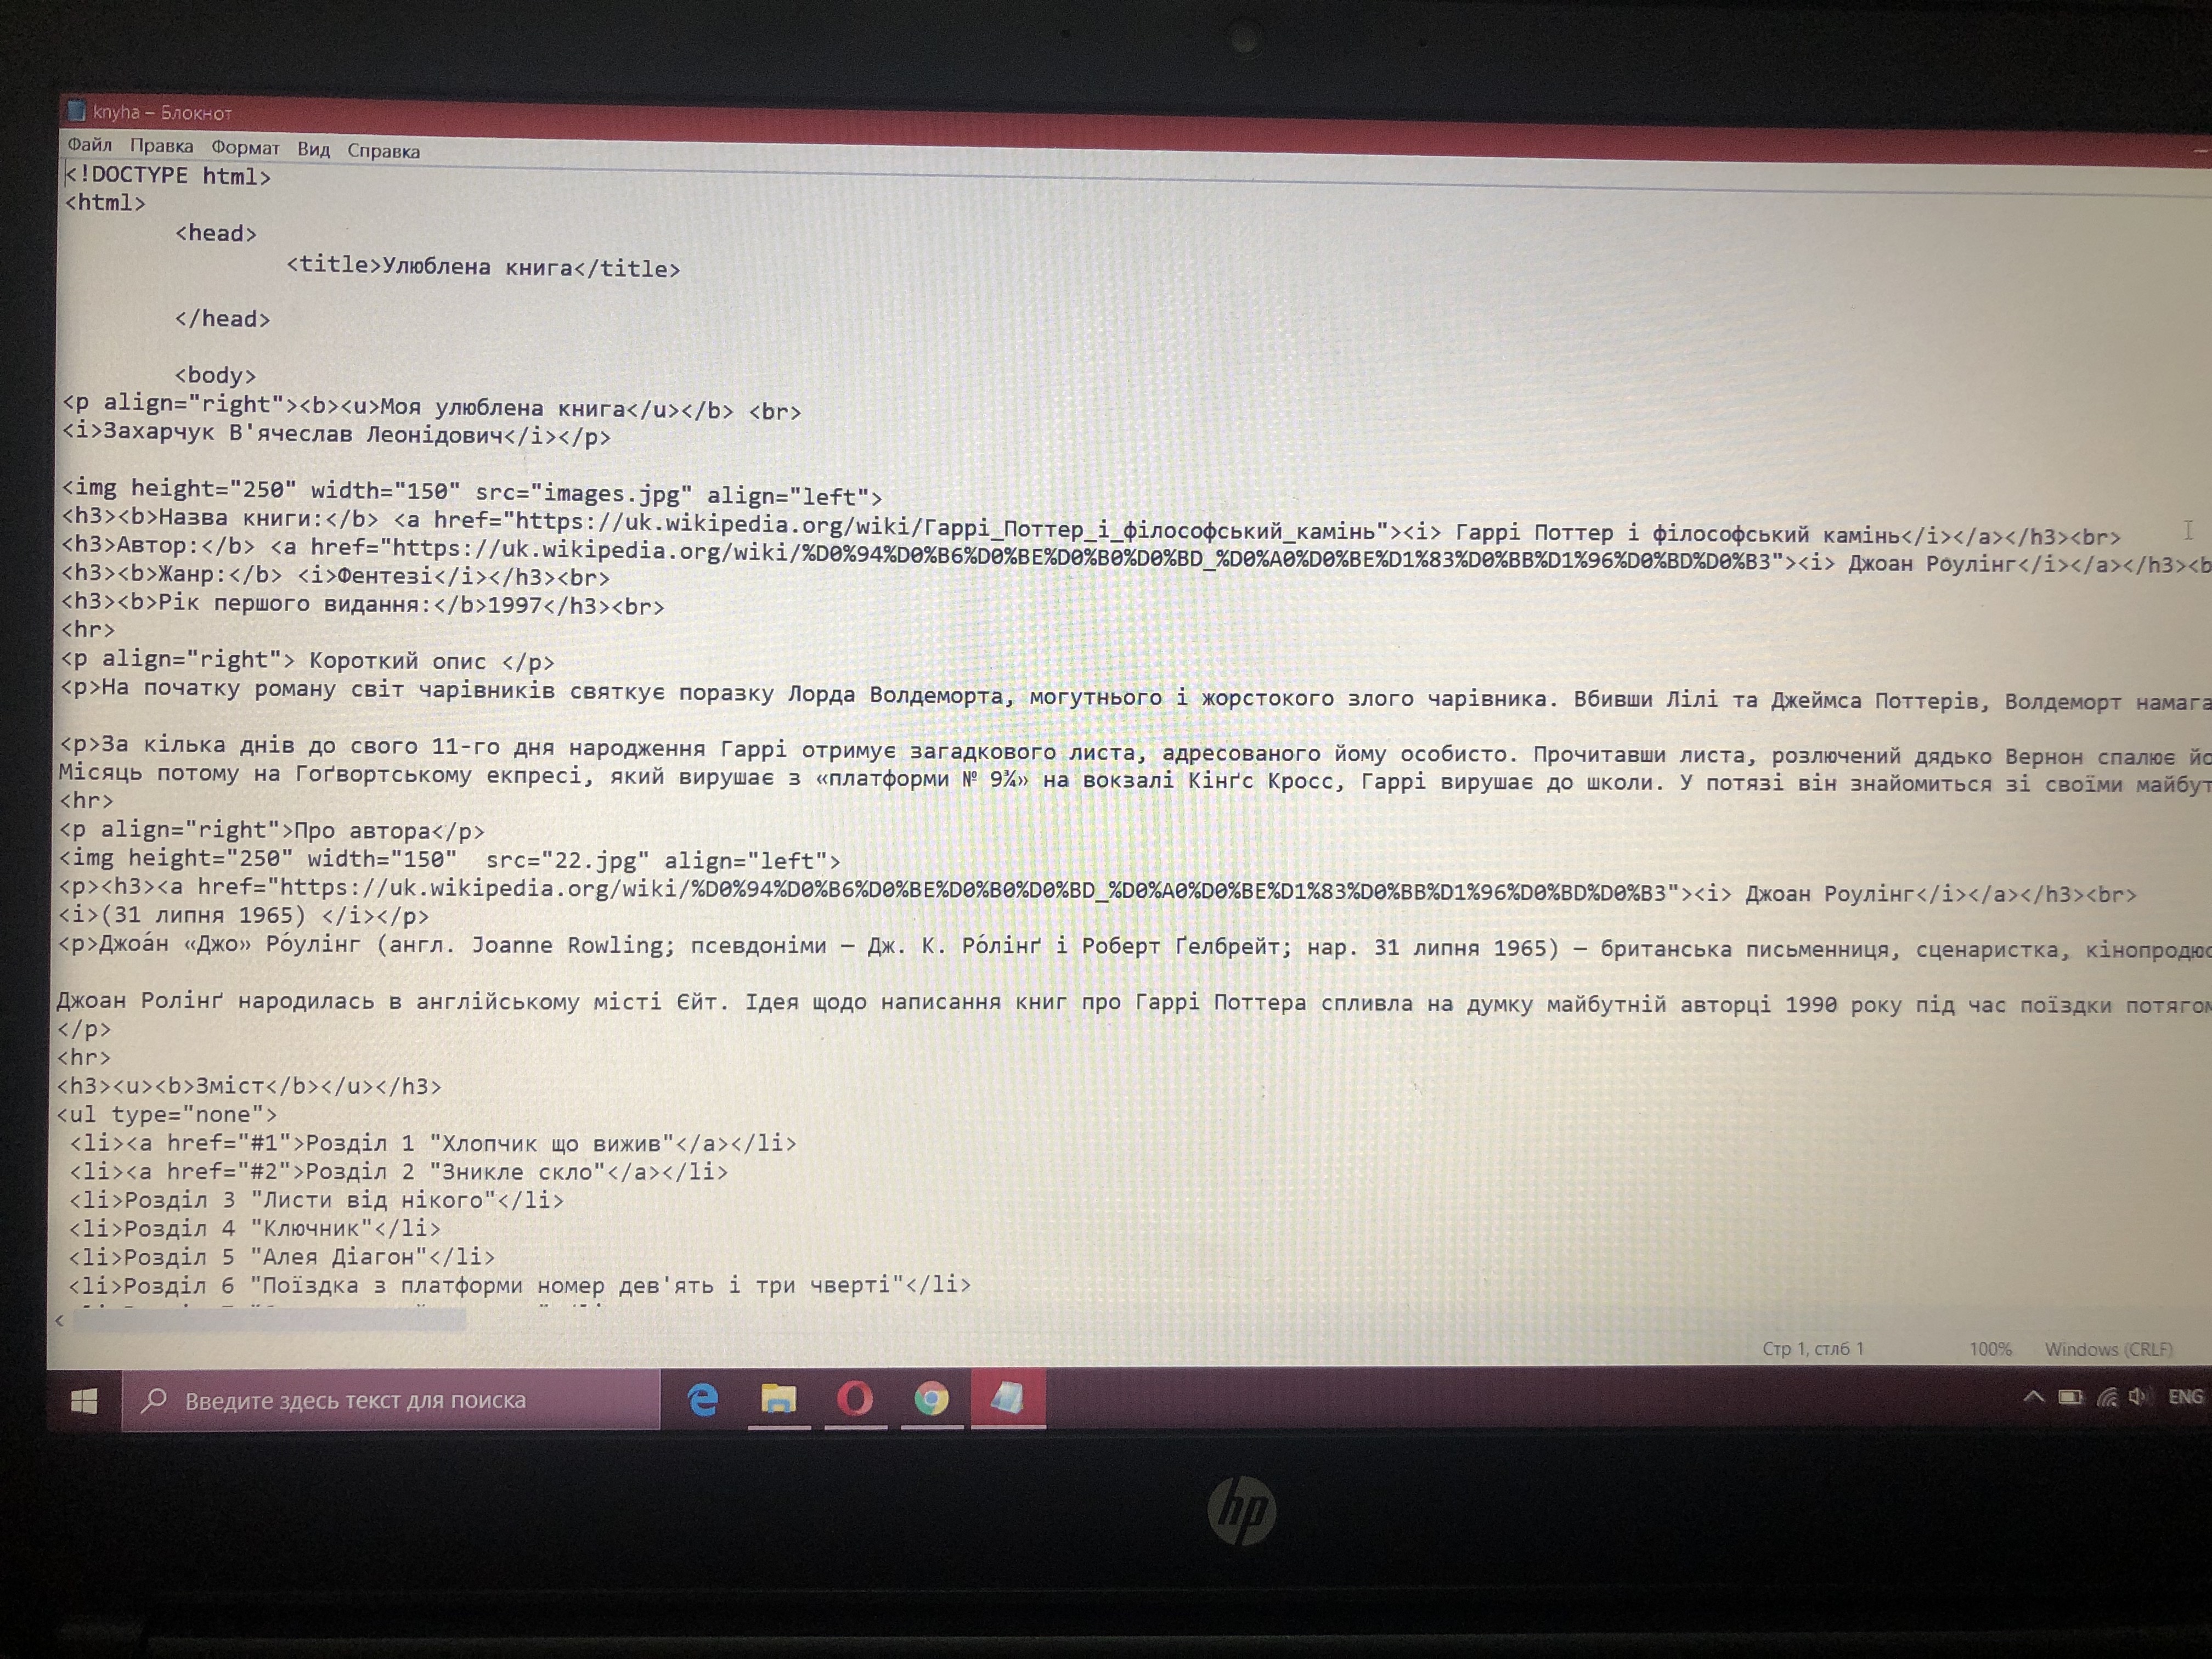 knyha – Блокнот
Файл Правка Формат Вид Справка
<!DOCTYPE html>
<html>
<head>
<title>Улюблена книга</title>
</head>
<body>
<p align="right"><b><u>Моя улюблена книга</u></b> <br>
<i>Захарчук В'ячеслав Леонідович</i></p>
<img height="250" width="150" src="images.jpg" align="left">
<h3><b>Назва книги:</b> <a href="https://uk.wikipedia.org/wiki/Гаррі_Поттер_і_філософський_камінь"><i> Гаррі Поттер і філософський камінь</i></a></h3><br>
<h3>Автор:</b> <a href="https://uk.wikipedia.org/wiki/%D0%94%D0%B6%D0%BE%D0%B0%D0%BD_%D0%A0%D0%BE%D1%83%D0%BB%D1%96%D0%BD%D0%B3"><i> Джоан Роулінг</i></a></h3><b
<h3><b>Жанр:</b> <i>Фентезі</i></h3><br>
<h3><b>Рік першого видання:</b>1997</h3><br>
<hr>
<p align="right"> Короткий опис </p>
<p>На початку роману світ чарівників святкує поразку Лорда Волдеморта, могутнього і жорстокого злого чарівника. Вбивши Лілі та Джеймса Поттерів, Волдеморт намага
<p>За кілька днів до свого 11-го дня народження Гаррі отримує загадкового листа, адресованого йому особисто. Прочитавши листа, розлючений дядько Вернон спалює йо
Місяць потому на Гоґвортському екпресі, який вирушає з «платформи № 9¾» на вокзалі Кінґс Кросс, Гаррі вирушає до школи. У потязі він знайомиться зі своїми майбут
<hr>
<p align="right">Про автора</p>
<img height="250" width="150"  src="22.jpg" align="left">
<p><h3><a href="https://uk.wikipedia.org/wiki/%D0%94%D0%B6%D0%BE%D0%B0%D0%BD_%D0%A0%D0%BE%D1%83%D0%BB%D1%96%D0%BD%D0%B3"><i> Джоан Роулінг</i></a></h3><br>
<i>(31 липня 1965) </i></p>
<p>Джоа́н «Джо» Ро́улінг (англ. Joanne Rowling; псевдоніми — Дж. К. Ро́лінґ і Роберт Ґелбрейт; нар. 31 липня 1965) — британська письменниця, сценаристка, кінопродюс
Джоан Ролінґ народилась в англійському місті Єйт. Ідея щодо написання книг про Гаррі Поттера спливла на думку майбутній авторці 1990 року під час поїздки потягом
</p>
<hr>
<h3><u><b>Зміст</b></u></h3>
<ul type="none">
<li><a href="#1">Розділ 1 "Хлопчик що вижив"</a></li>
<li><a href="#2">Розділ 2 "Зникле скло"</a></li>
<li>Розділ 3 "Листи від нікого"</li>
<li>Розділ 4 "Ключник"</li>
<li>Розділ 5 "Алея Діагон"</li>
<li>Розділ 6 "Поїздка з платформи номер дев'ять і три чверті"</li>
Стр 1, стлб 1 100% Windows (CRLF)
Введите здесь текст для поиска
ENG
hp